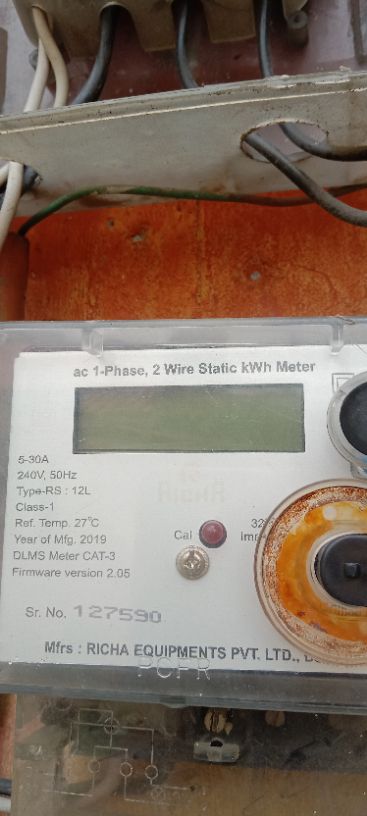 ac 1-Phase, 2 Wire Static kWh Meter
5-30A
240V, 50Hz
Type-RS : 12L
Class-1
Ref. Temp. 27°C
Year of Mfg. 2019
DLMS Meter CAT-3
Firmware version 2.05
RICHA
Cal
Sr. No. 127590
Mfrs : RICHA EQUIPMENTS PVT. LTD.,
PCFR